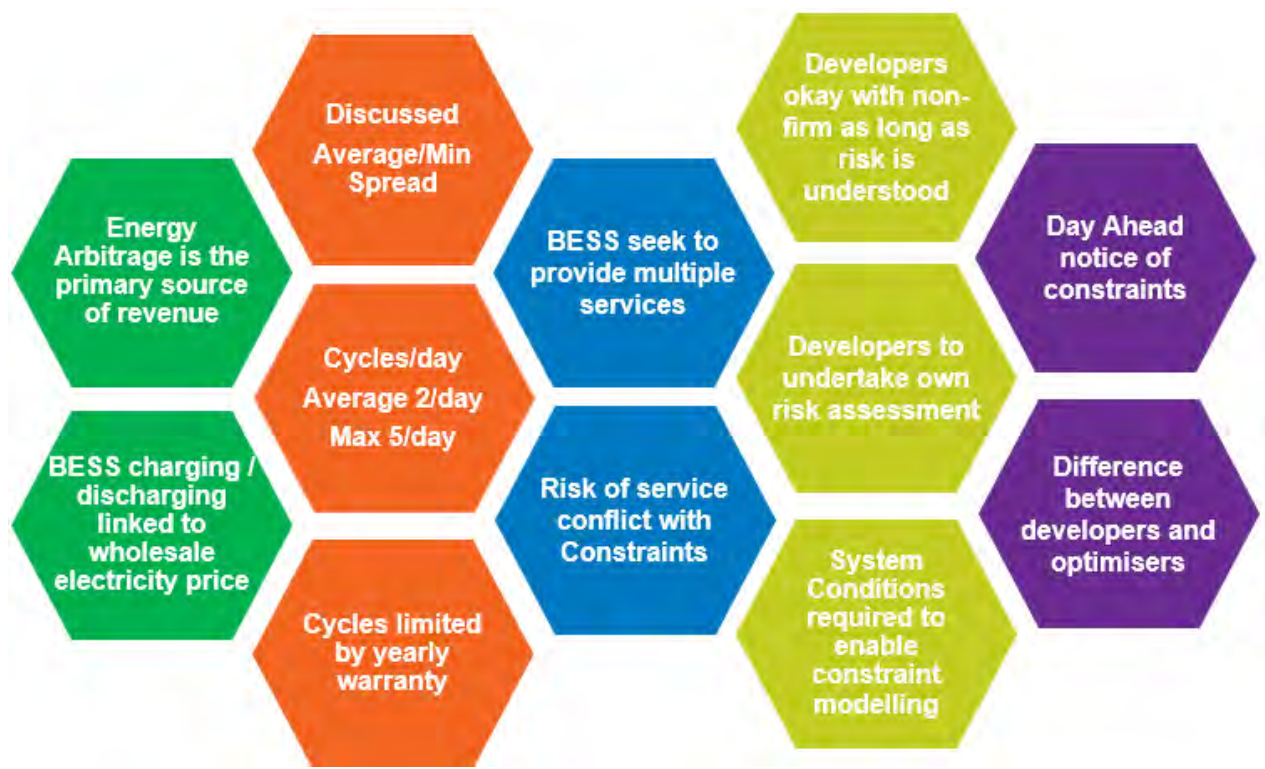 Energy
Arbitrage is the
primary source
of revenue
BESS charging /
discharging
linked to
wholesale
electricity price
Discussed
Average/Min
Spread
Cycles/day
Average 2/day
Max 5/day
Cycles limited
by yearly
warranty
BESS seek to
provide multiple
services
Risk of service
conflict with
Constraints
Developers
okay with non-
firm as long as
risk is
understood
Developers to
undertake own
risk assessment
System
Conditions
required to
enable
constraint
modelling
Day Ahead
notice of
constraints
Difference
between
developers and
optimisers